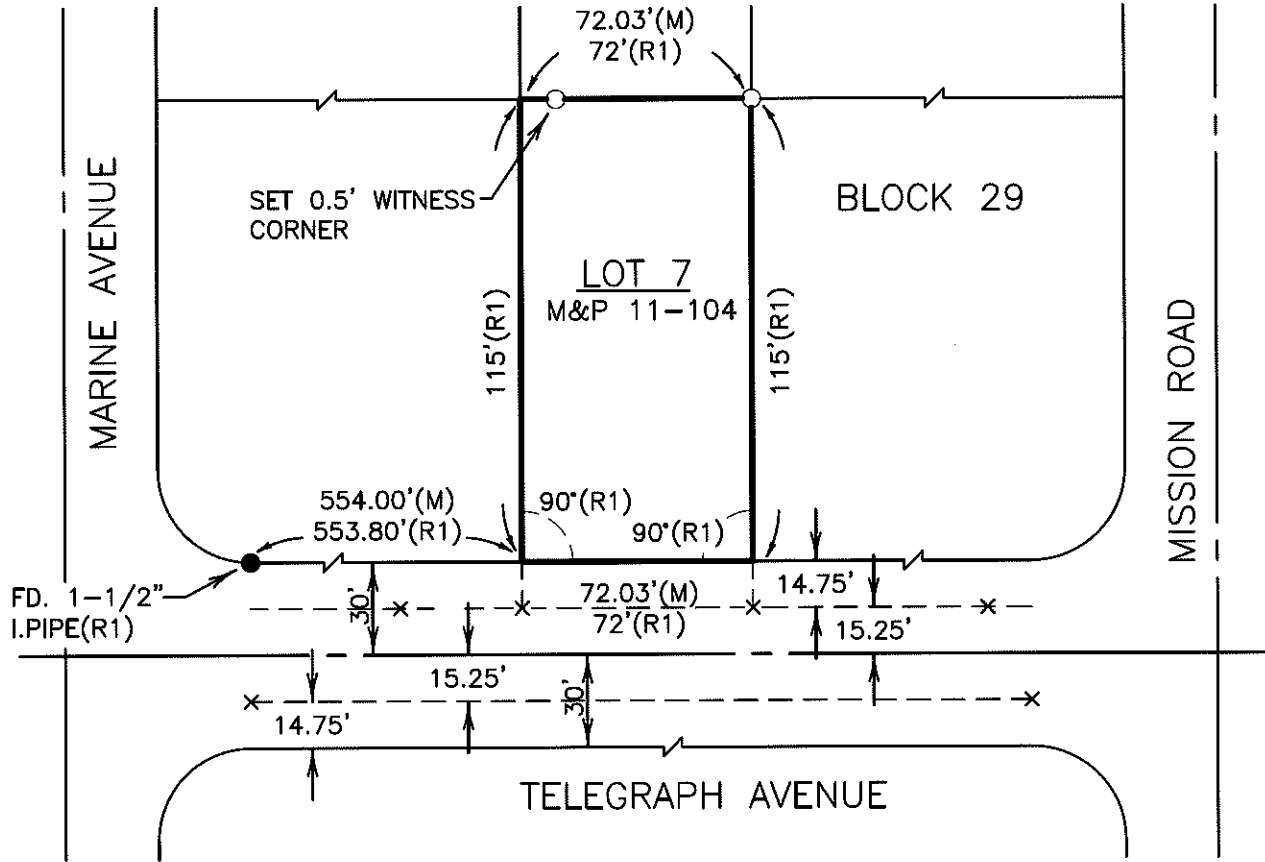 72.03'(M)
72'(R1)
SET 0.5' WITNESS
CORNER
BLOCK 29
MARINE AVENUE
LOT 7
M&P 11-104
115'(R1)
115'(R1)
MISSION ROAD
554.00'(M)
553.80'(R1)
90°(R1)
90°(R1)
FD. 1-1/2"
I.PIPE(R1)
30'
72.03'(M)
72'(R1)
14.75'
15.25'
15.25'
30'
14.75'
TELEGRAPH AVENUE